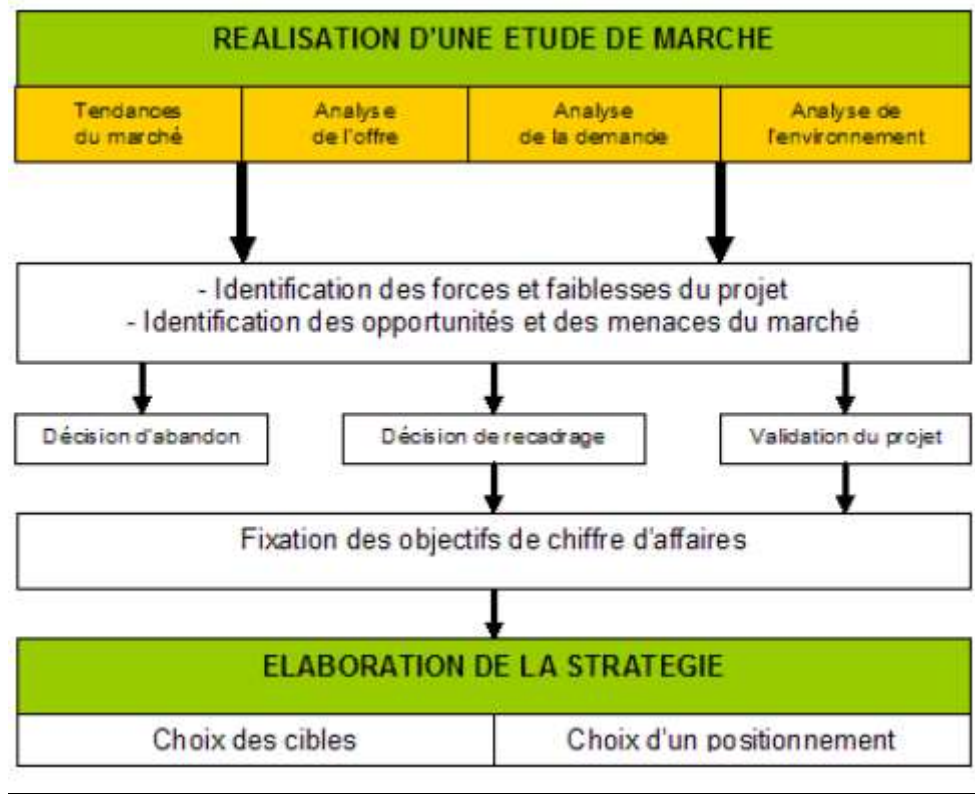 REALISATION D'UNE ETUDE DE MARCHE
Tendances
du marché
Analyse
de l'offre
Analyse
de la demande
Analyse de
l'environnement
- Identification des forces et faiblesses du projet
- Identification des opportunités et des menaces du marché
Décision d'abandon
Décision de recadrage
Validation du projet
Fixation des objectifs de chiffre d'affaires
ELABORATION DE LA STRATEGIE
Choix des cibles
Choix d'un positionnement